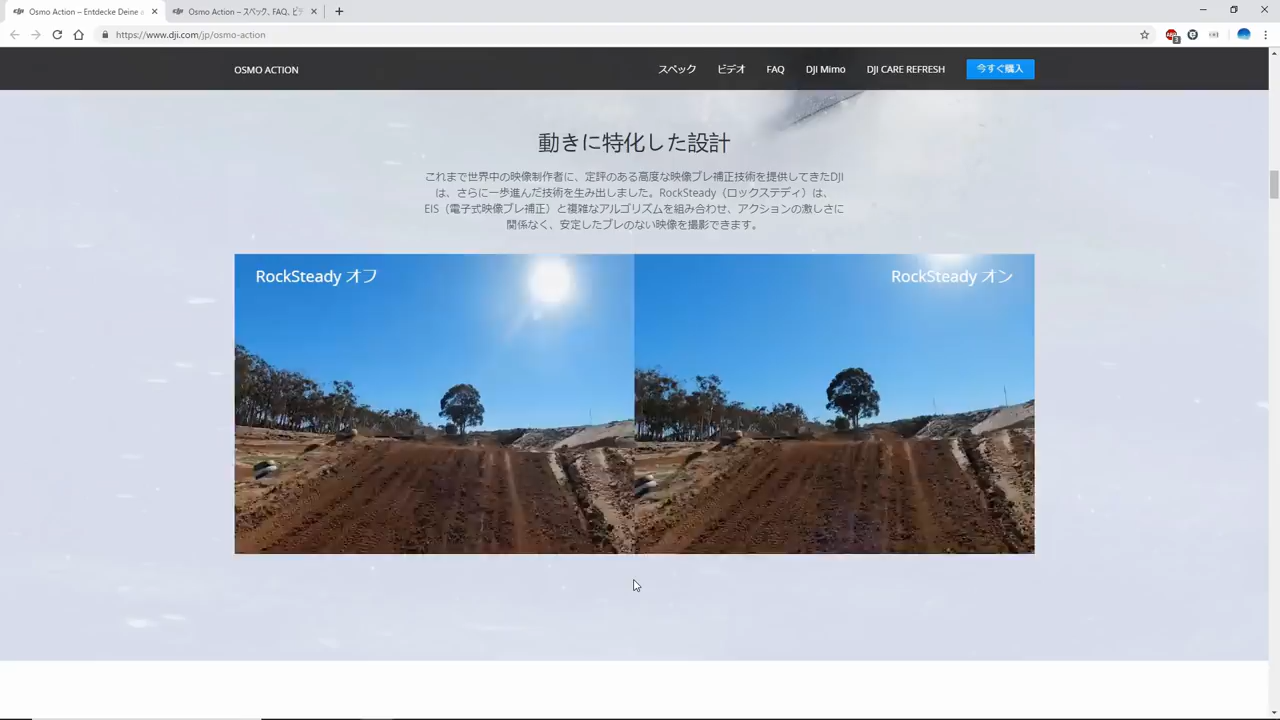 Osmo Action – Entdecke Deine
Osmo Action – スペック、FAQ、ビデ
https://www.dji.com/jp/osmo-action
OSMO ACTION
スペック ビデオ FAQ DJI Mimo DJI CARE REFRESH 今すぐ購入
動きに特化した設計
これまで世界中の映像制作者に、定評のある高度な映像ブレ補正技術を提供してきたDJI
は、さらに一歩進んだ技術を生み出しました。RockSteady（ロックステディ）は、
EIS（電子式映像ブレ補正）と複雑なアルゴリズムを組み合わせ、アクションの激しさに
関係なく、安定したブレのない映像を撮影できます。
RockSteady オフ
RockSteady オン